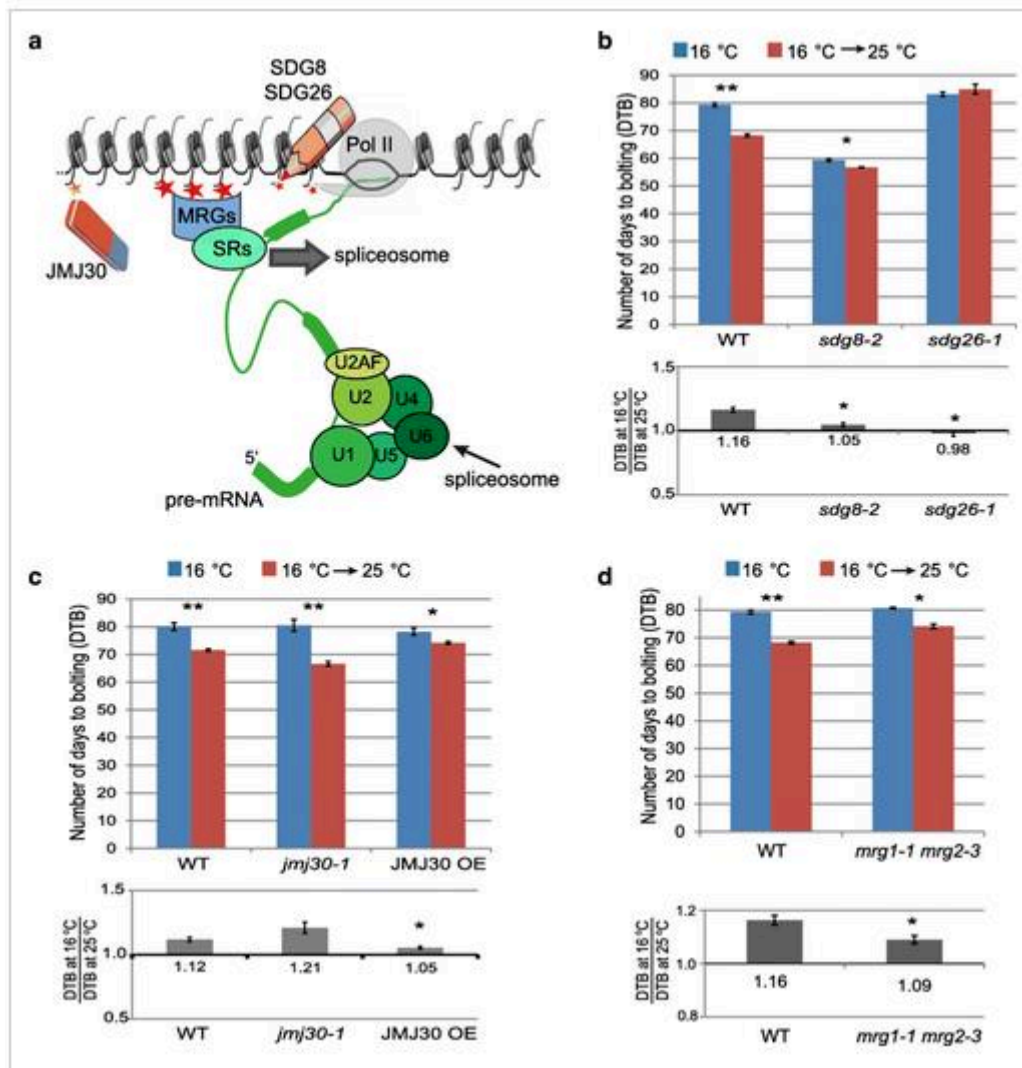 a
SDG8
SDG26
Pol II
MRGs
SRs
spliceosome
JMJ30
U2AF
U2
U4
U6
U1
U5
5'
pre-mRNA
spliceosome
b
16 °C
16 °C → 25 °C
Number of days to bolting (DTB)
90
80
70
60
50
40
30
20
10
0
**
*
WT
sdg8-2
sdg26-1
DTB at 16 °C
DTB at 25 °C
1.5
1.0
0.5
*
*
1.16
1.05
0.98
WT
sdg8-2
sdg26-1
c
16 °C
16 °C → 25 °C
Number of days to bolting (DTB)
90
80
70
60
50
40
30
20
10
0
**
**
*
WT
jmj30-1
JMJ30 OE
DTB at 16 °C
DTB at 25 °C
1.5
1.0
0.5
*
1.12
1.21
1.05
WT
jmj30-1
JMJ30 OE
d
16 °C
16 °C → 25 °C
Number of days to bolting (DTB)
80
70
60
50
40
30
20
80
0
**
*
WT
mrg1-1 mrg2-3
DTB at 16 °C
DTB at 25 °C
1.2
1.0
0.8
*
1.16
1.09
WT
mrg1-1 mrg2-3